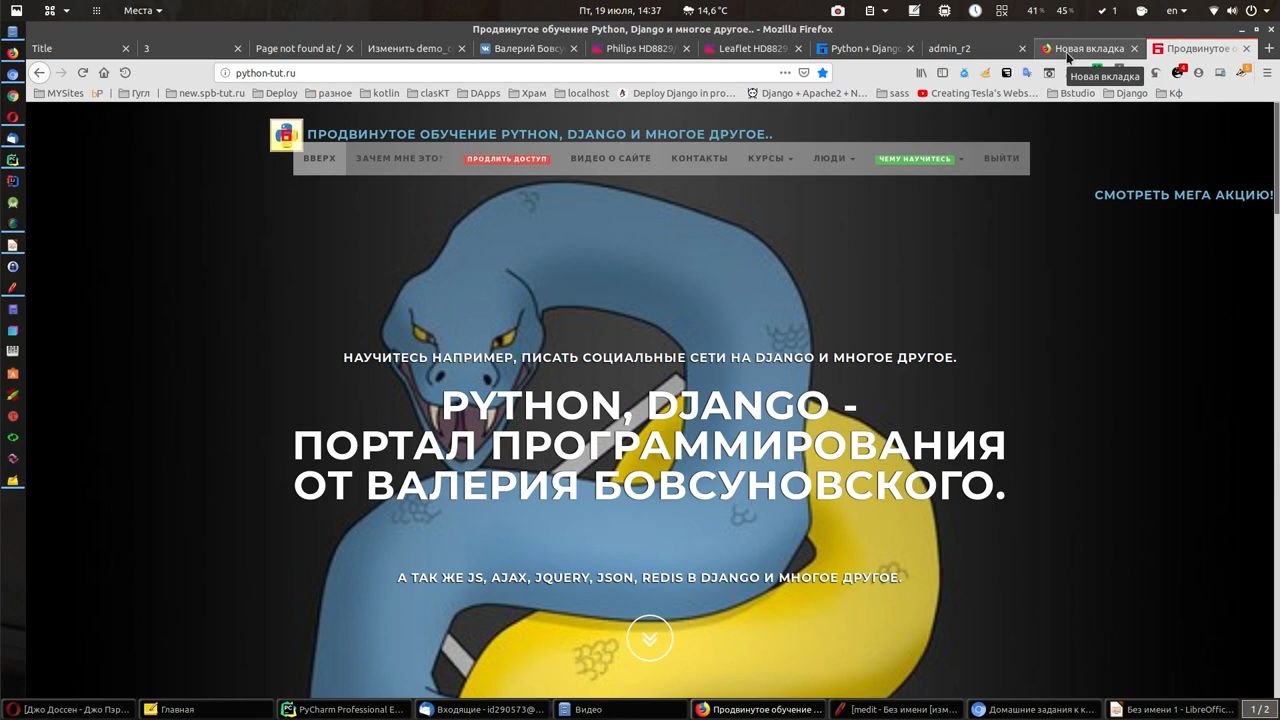 Места
Пт, 19 июля, 14:37
14,6°C
41%
45%
1
en
Продвинутое обучение Python, Django и многое другое.. - Mozilla Firefox
Title
3
Page not found at /
Изменить demo_c
Валерий Бовс
Philips HD8829/
Leaflet HD8829
Python + Django
admin_r2
Новая вкладка
Продвинутое о
python-tut.ru
4
Новая вкладка
MYSites
bP
Гугл
new.spb-tut.ru
Deploy
разное
kotlin
claskT
DApps
Храм
localhost
Deploy Django in pro...
Django + Apache2 + N...
sass
Creating Tesla's Webs...
Bstudio
Django
Кф
ПРОДВИНУТОЕ ОБУЧЕНИЕ PYTHON, DJANGO И МНОГОЕ ДРУГОЕ..
ВВЕРХ
ЗАЧЕМ МНЕ ЭТО?
ПРОДЛИТЬ ДОСТУП
ВИДЕО О САЙТЕ
КОНТАКТЫ
КУРСЫ
ЛЮДИ
ЧЕМУ НАУЧИТЕСЬ
ВЫЙТИ
СМОТРЕТЬ МЕГА АКЦИЮ!
НАУЧИТЕСЬ НАПРИМЕР, ПИСАТЬ СОЦИАЛЬНЫЕ СЕТИ НА DJANGO И МНОГОЕ ДРУГОЕ.
PYTHON, DJANGO -
ПОРТАЛ ПРОГРАММИРОВАНИЯ
ОТ ВАЛЕРИЯ БОВСУНОВСКОГО.
А ТАК ЖЕ JS, AJAX, JQUERY, JSON, REDIS В DJANGO И МНОГОЕ ДРУГОЕ.
[Джо Доссен - Джо Пэр...
Главная
PyCharm Professional E...
Входящие - id290573@...
Видео
Продвинутое обучение ...
[medit - Без имени [изм...
Домашние задания к к...
Без имени 1 - LibreOffic...
1 / 2